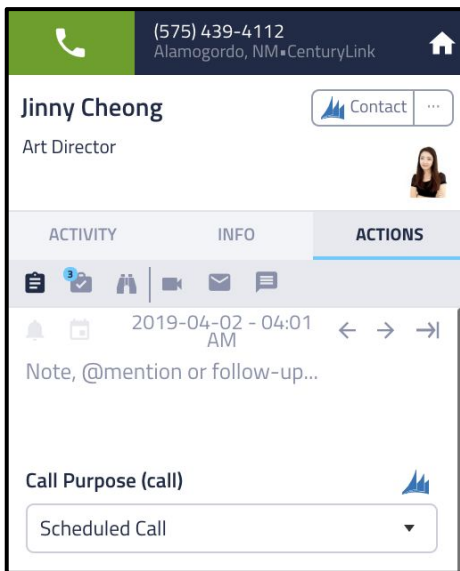 (575) 439-4112
Alamogordo, NM▪CenturyLink
Jinny Cheong
Contact
...
Art Director
ACTIVITY
INFO
ACTIONS
3
2019-04-02 - 04:01
AM
Note, @mention or follow-up...
Call Purpose (call)
Scheduled Call